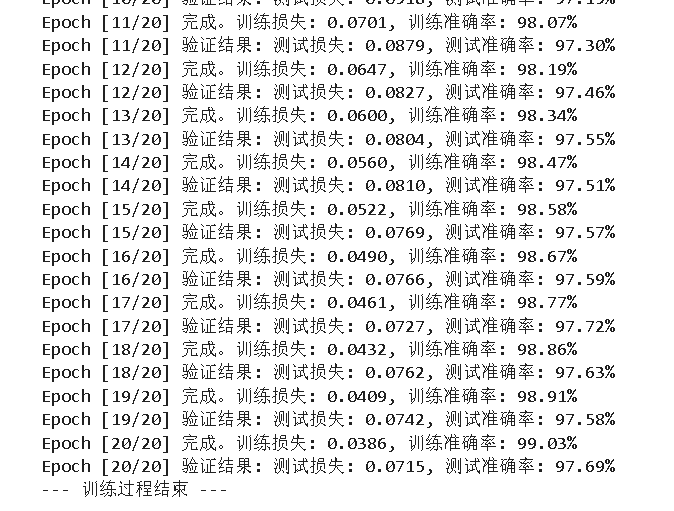 Epoch [11/20] 完成。训练损失: 0.0701, 训练准确率: 98.07%
Epoch [11/20] 验证结果: 测试损失: 0.0879, 测试准确率: 97.30%
Epoch [12/20] 完成。训练损失: 0.0647, 训练准确率: 98.19%
Epoch [12/20] 验证结果: 测试损失: 0.0827, 测试准确率: 97.46%
Epoch [13/20] 完成。训练损失: 0.0600, 训练准确率: 98.34%
Epoch [13/20] 验证结果: 测试损失: 0.0804, 测试准确率: 97.55%
Epoch [14/20] 完成。训练损失: 0.0560, 训练准确率: 98.47%
Epoch [14/20] 验证结果: 测试损失: 0.0810, 测试准确率: 97.51%
Epoch [15/20] 完成。训练损失: 0.0522, 训练准确率: 98.58%
Epoch [15/20] 验证结果: 测试损失: 0.0769, 测试准确率: 97.57%
Epoch [16/20] 完成。训练损失: 0.0490, 训练准确率: 98.67%
Epoch [16/20] 验证结果: 测试损失: 0.0766, 测试准确率: 97.59%
Epoch [17/20] 完成。训练损失: 0.0461, 训练准确率: 98.77%
Epoch [17/20] 验证结果: 测试损失: 0.0727, 测试准确率: 97.72%
Epoch [18/20] 完成。训练损失: 0.0432, 训练准确率: 98.86%
Epoch [18/20] 验证结果: 测试损失: 0.0762, 测试准确率: 97.63%
Epoch [19/20] 完成。训练损失: 0.0409, 训练准确率: 98.91%
Epoch [19/20] 验证结果: 测试损失: 0.0742, 测试准确率: 97.58%
Epoch [20/20] 完成。训练损失: 0.0386, 训练准确率: 99.03%
Epoch [20/20] 验证结果: 测试损失: 0.0715, 测试准确率: 97.69%
--- 训练过程结束 ---